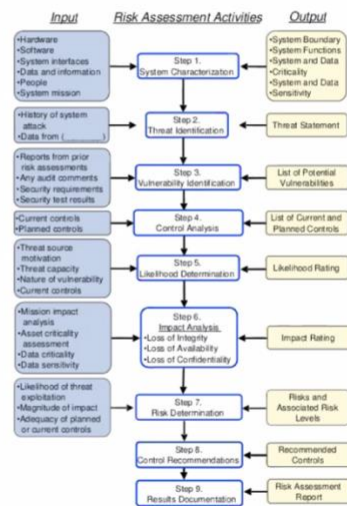 Input
Risk Assessment Activities
Output
•Hardware
•Software
•System interfaces
•Data and information
•People
•System mission
Step 1.
System Characterization
•System Boundary
•System Functions
•System and Data
•Criticality
•System and Data
•Sensitivity
•History of system
attack
•Data from (________)
Step 2.
Threat Identification
Threat Statement
•Reports from prior
risk assessments
•Any audit comments
•Security requirements
•Security test results
Step 3.
Vulnerability Identification
List of Potential
Vulnerabilities
•Current controls
•Planned controls
Step 4.
Control Analysis
List of Current and
Planned Controls
•Threat source
motivation
•Threat capacity
•Nature of vulnerability
•Current controls
Step 5.
Likelihood Determination
Likelihood Rating
•Mission impact
analysis
•Asset criticality
assessment
•Data criticality
•Data sensitivity
Step 6.
Impact Analysis
•Loss of Integrity
•Loss of Availability
•Loss of Confidentiality
Impact Rating
•Likelihood of threat
exploitation
•Magnitude of impact
•Adequacy of planned
or current controls
Step 7.
Risk Determination
Risks and
Associated Risk
Levels
Step 8.
Control Recommendations
Recommended
Controls
Step 9.
Results Documentation
Risk Assessment
Report